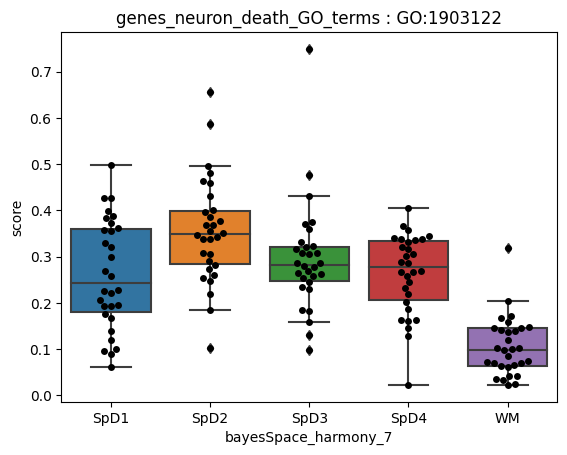 genes_neuron_death_GO_terms : GO:1903122
score
0.7
0.6
0.5
0.4
0.3
0.2
0.1
0.0
SpD1 SpD2 SpD3 SpD4 WM
bayesSpace_harmony_7